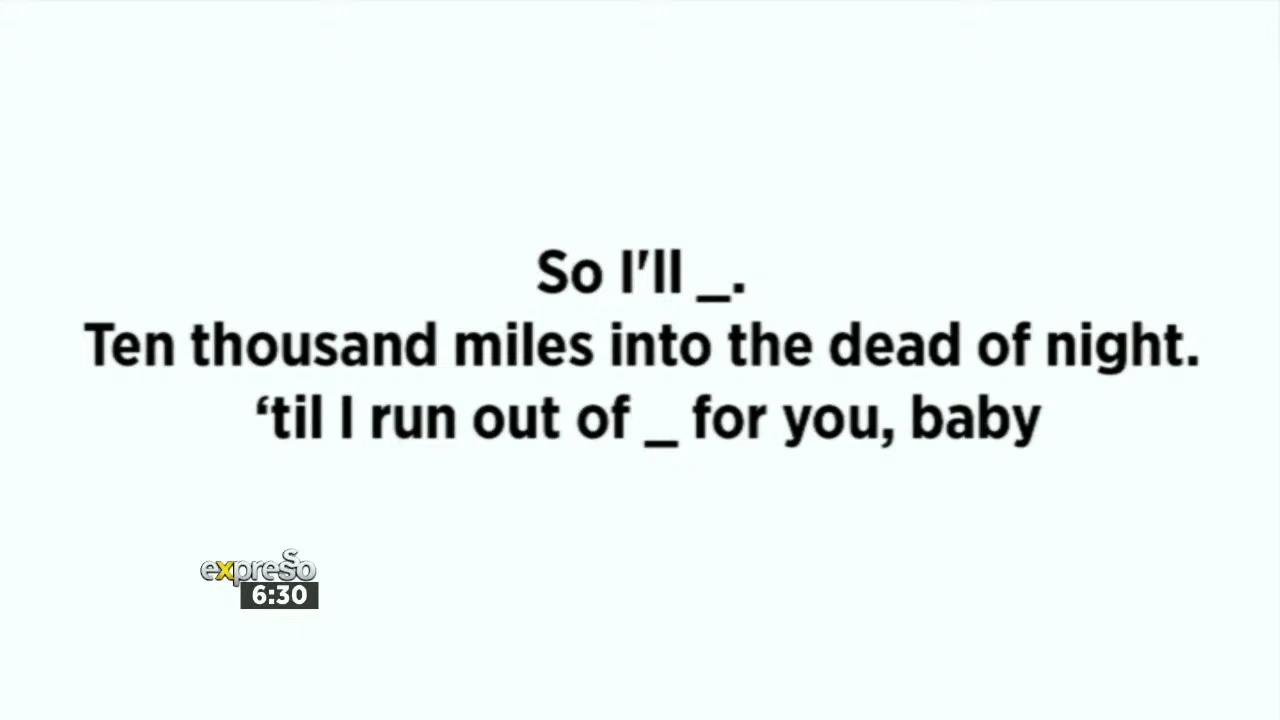 So I'll _.
Ten thousand miles into the dead of night.
‘til I run out of _ for you, baby
expresso
6:30